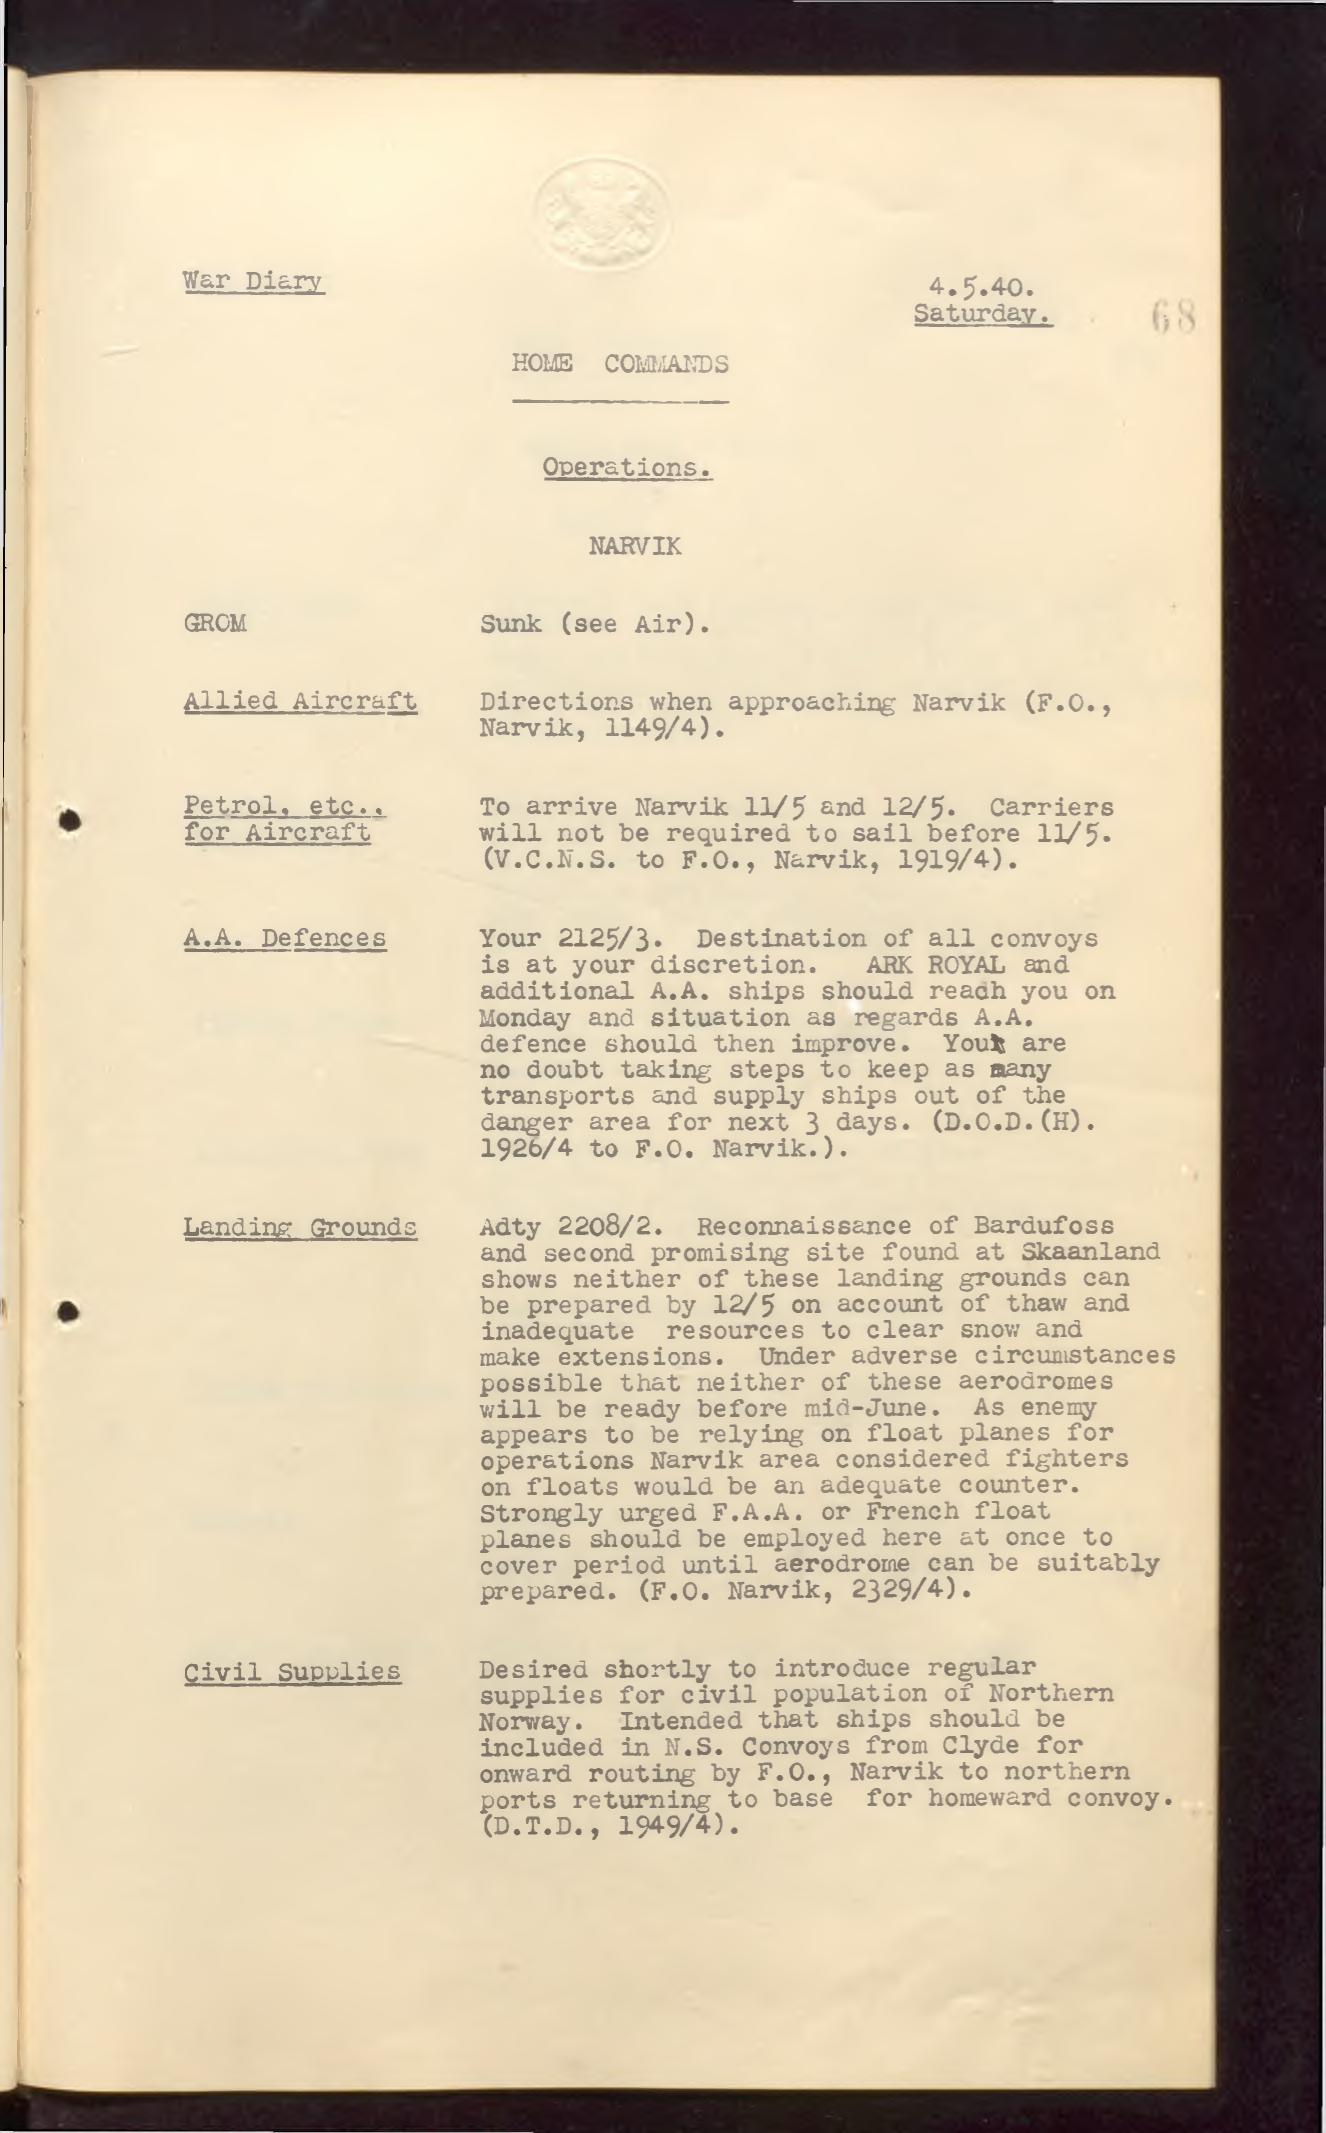 War Diary
4.5.40.
Saturday.
68
HOME COMMANDS
Operations.
NARVIK
GROM
Sunk (see Air).
Allied Aircraft
Directions when approaching Narvik (F.O.,
Narvik, 1149/4).
Petrol, etc.,
for Aircraft
To arrive Narvik 11/5 and 12/5. Carriers
will not be required to sail before 11/5.
(V.C.N.S. to F.O., Narvik, 1919/4).
A.A. Defences
Your 2125/3. Destination of all convoys
is at your discretion. ARK ROYAL and
additional A.A. ships should reach you on
Monday and situation as regards A.A.
defence should then improve. You are
no doubt taking steps to keep as many
transports and supply ships out of the
danger area for next 3 days. (D.O.D.(H).
1926/4 to F.O. Narvik.).
Landing Grounds
Adty 2208/2. Reconnaissance of Bardufoss
and second promising site found at Skaanland
shows neither of these landing grounds can
be prepared by 12/5 on account of thaw and
inadequate resources to clear snow and
make extensions. Under adverse circumstances
possible that neither of these aerodromes
will be ready before mid-June. As enemy
appears to be relying on float planes for
operations Narvik area considered fighters
on floats would be an adequate counter.
Strongly urged F.A.A. or French float
planes should be employed here at once to
cover period until aerodrome can be suitably
prepared. (F.O. Narvik, 2329/4).
Civil Supplies
Desired shortly to introduce regular
supplies for civil population of Northern
Norway. Intended that ships should be
included in N.S. Convoys from Clyde for
onward routing by F.O., Narvik to northern
ports returning to base for homeward convoy.
(D.T.D., 1949/4).